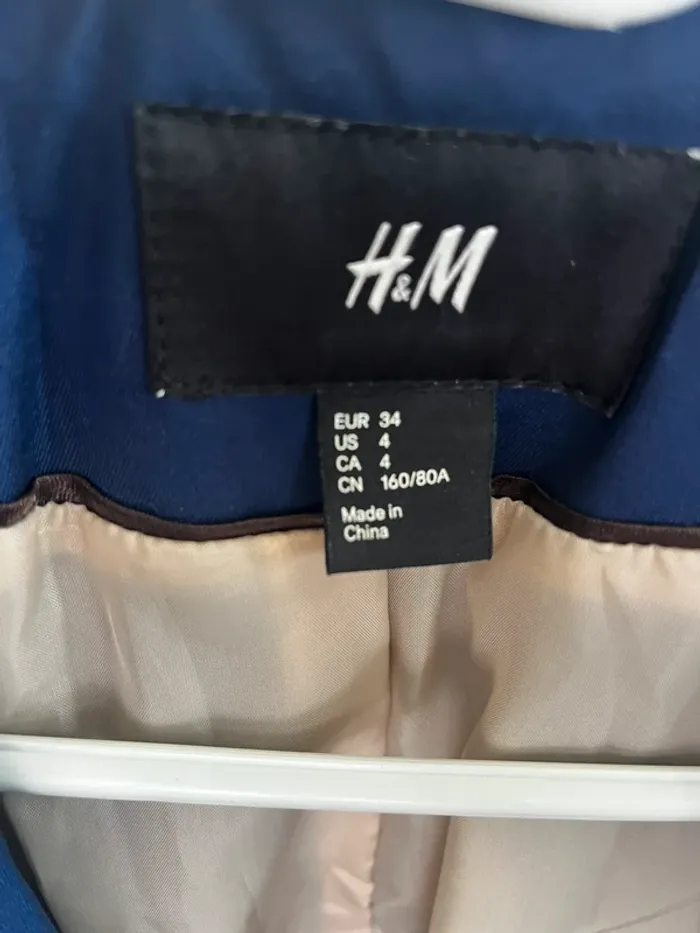 H&M
EUR 34
US 4
CA 4
CN 160/80A
Made in
China